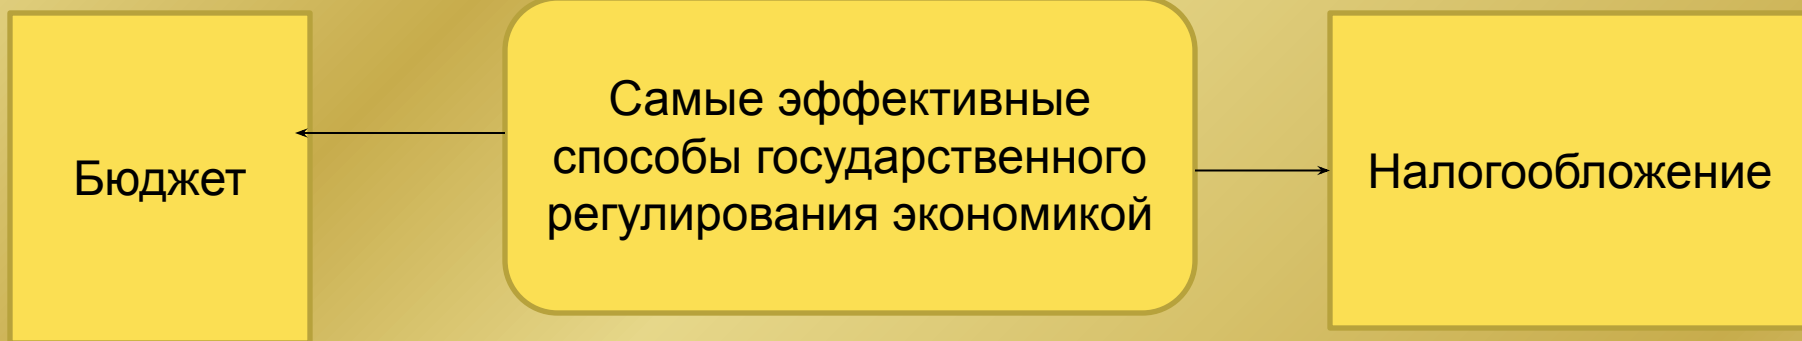 Бюджет
Самые эффективные
способы государственного
регулирования экономикой
Налогообложение